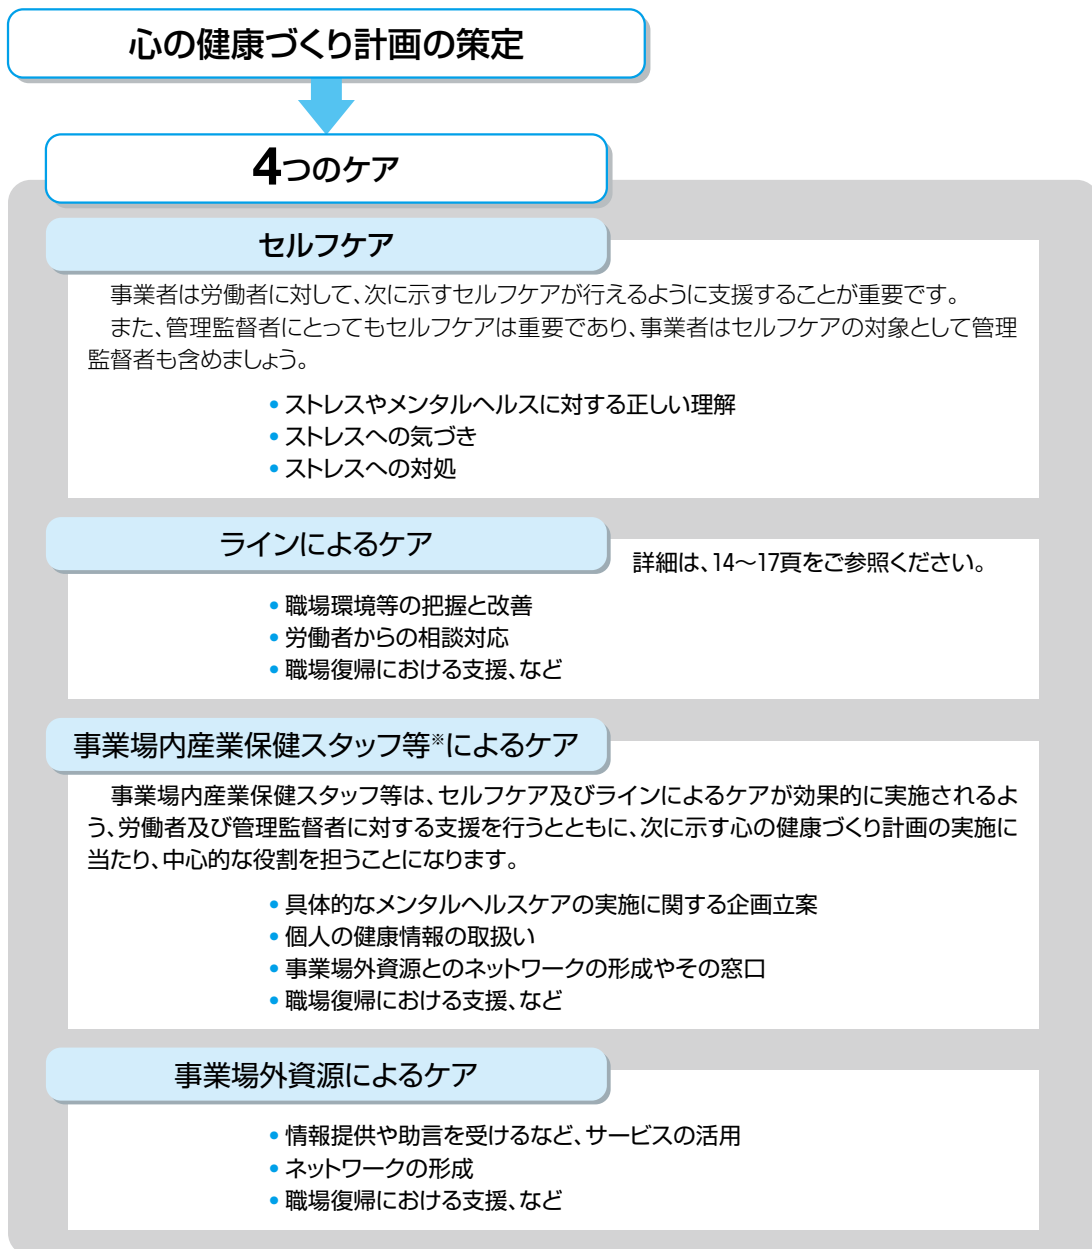 心の健康づくり計画の策定
4つのケア
セルフケア
事業者は労働者に対して、次に示すセルフケアが行えるように支援することが重要です。
また、管理監督者にとってもセルフケアは重要であり、事業者はセルフケアの対象として管理
監督者も含めましょう。
•ストレスやメンタルヘルスに対する正しい理解
•ストレスへの気づき
•ストレスへの対処
ラインによるケア
詳細は、14〜17頁をご参照ください。
•職場環境等の把握と改善
•労働者からの相談対応
•職場復帰における支援、など
事業場内産業保健スタッフ等※によるケア
事業場内産業保健スタッフ等は、セルフケア及びラインによるケアが効果的に実施されるよ
う、労働者及び管理監督者に対する支援を行うとともに、次に示す心の健康づくり計画の実施に
当たり、中心的な役割を担うことになります。
•具体的なメンタルヘルスケアの実施に関する企画立案
•個人の健康情報の取扱い
•事業場外資源とのネットワークの形成やその窓口
•職場復帰における支援、など
事業場外資源によるケア
•情報提供や助言を受けるなど、サービスの活用
•ネットワークの形成
•職場復帰における支援、など